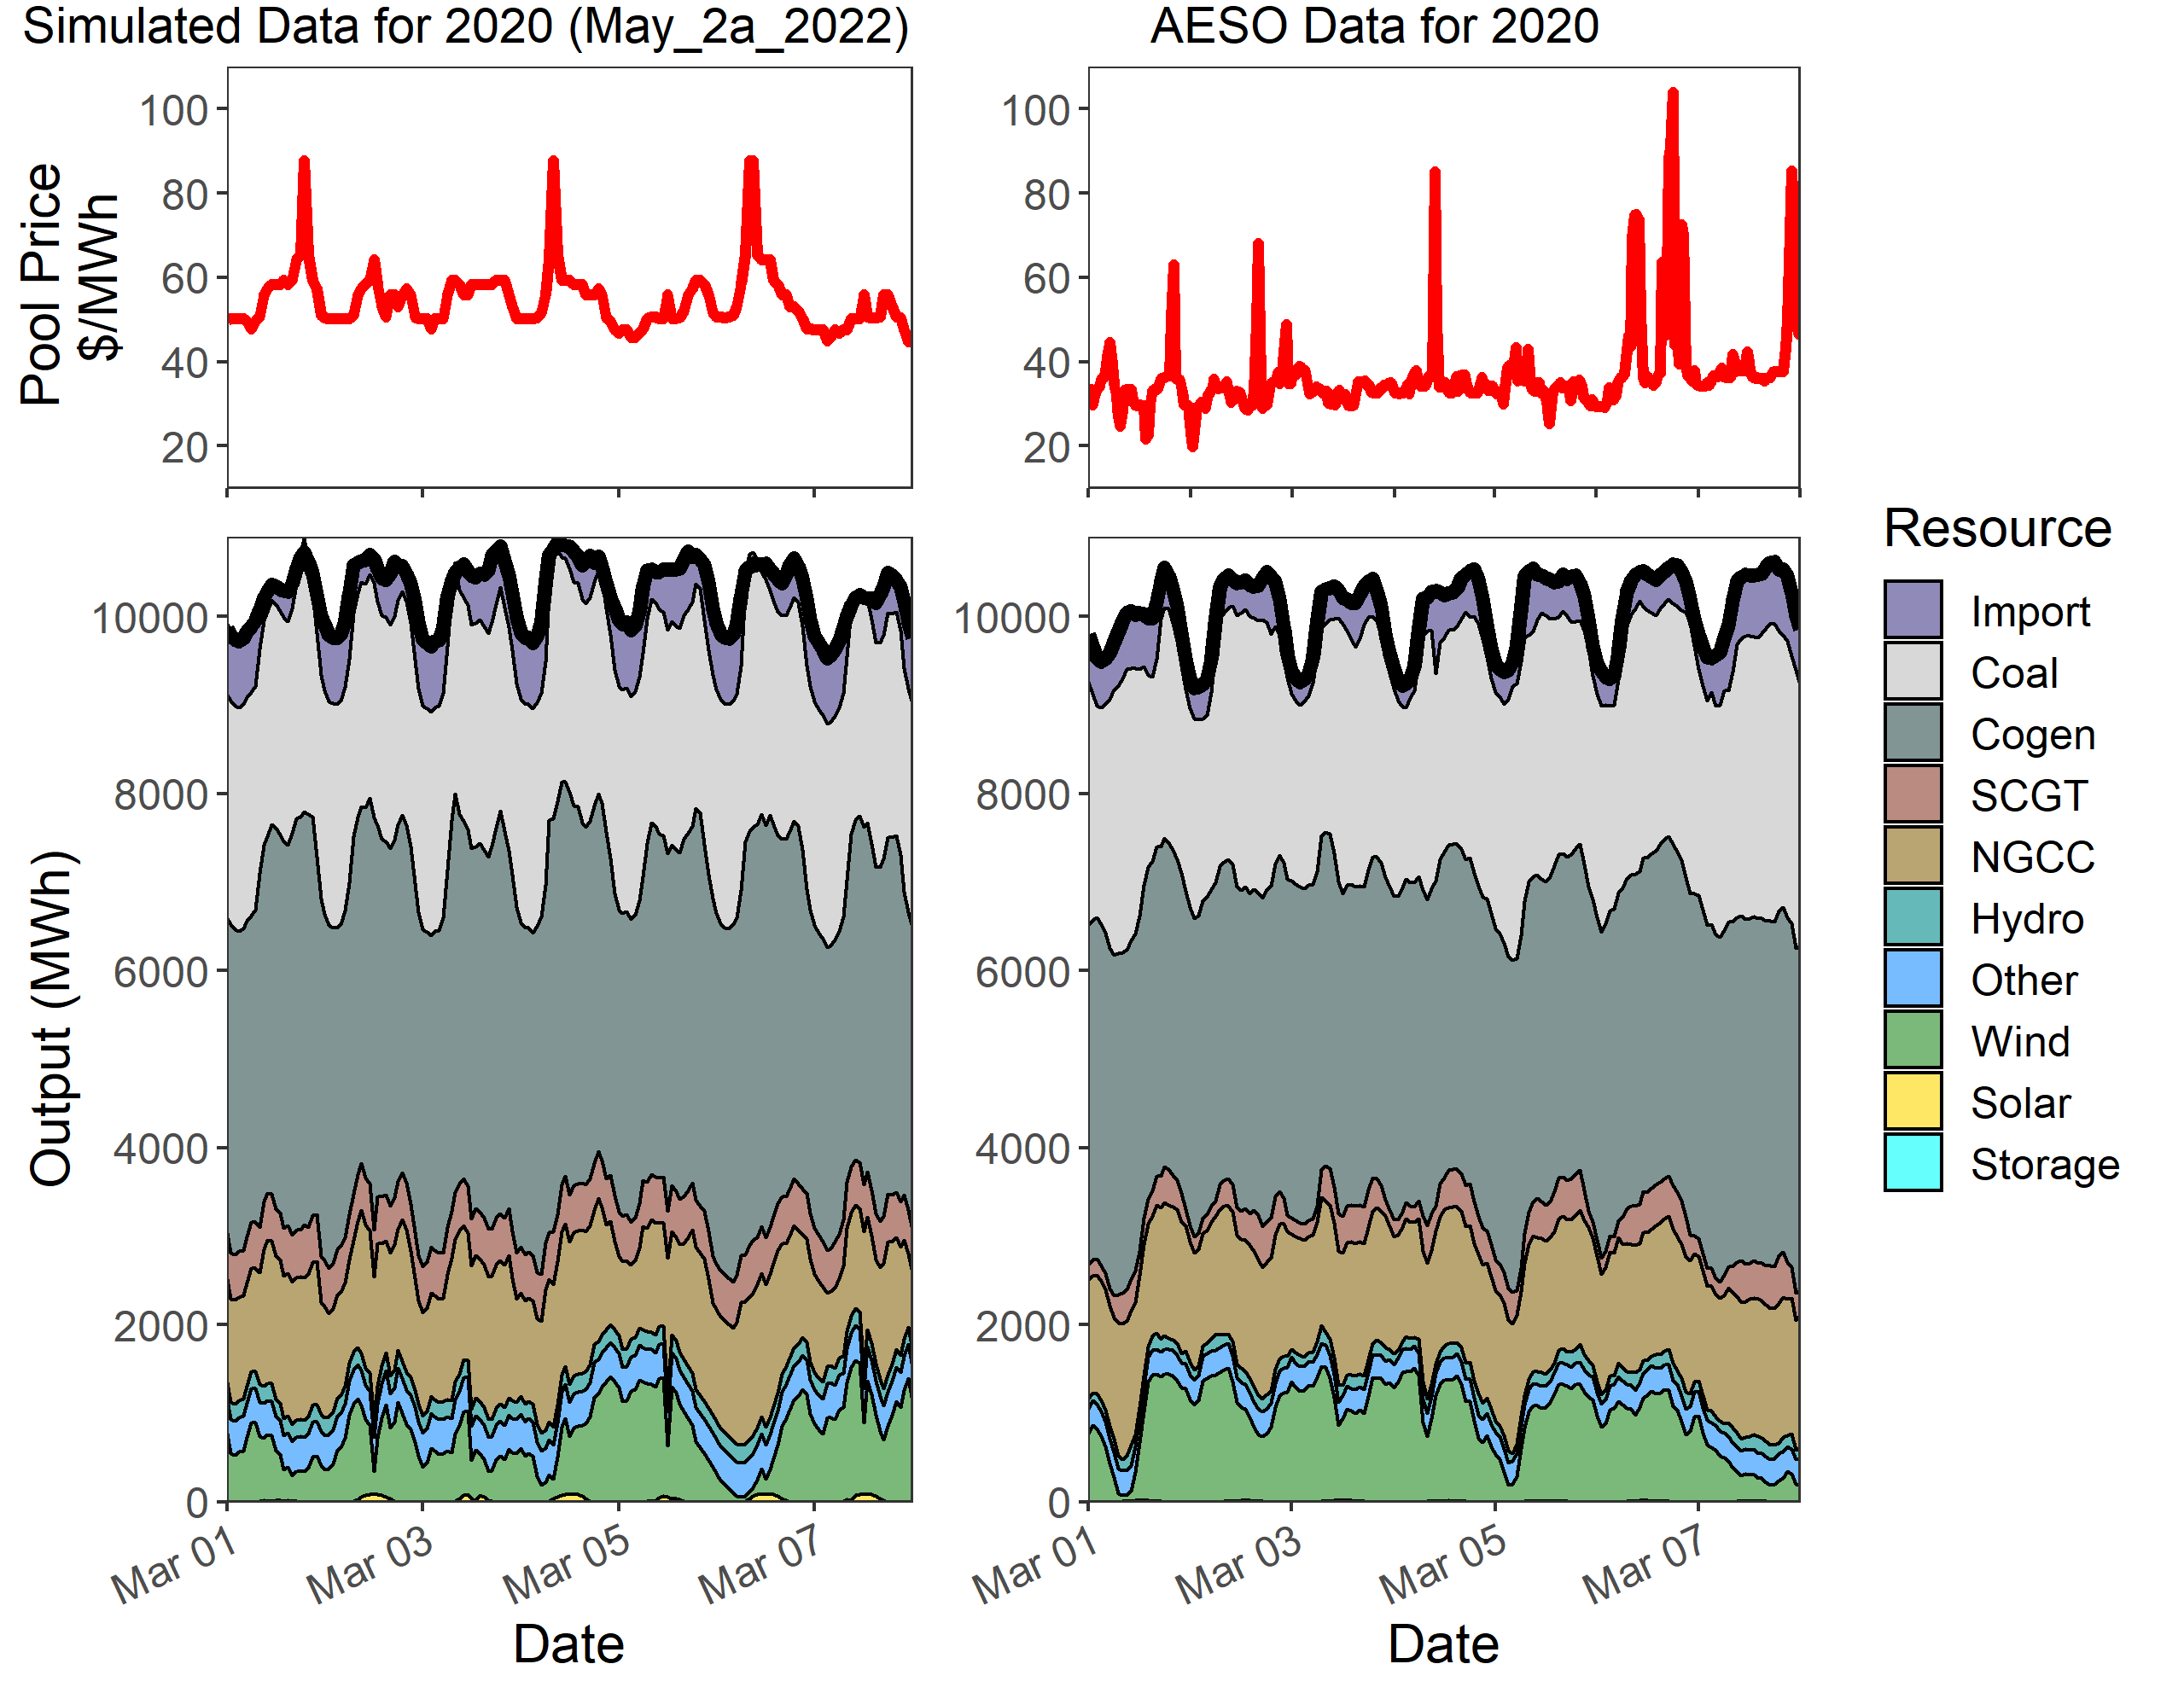 Simulated Data for 2020 (May_2a_2022)
AESO Data for 2020
Pool Price
$/MWh
100
80
60
40
20
100
80
60
40
20
Output (MWh)
10000
8000
6000
4000
2000
0
10000
8000
6000
4000
2000
0
Mar 01
Mar 03
Mar 05
Mar 07
Mar 01
Mar 03
Mar 05
Mar 07
Date
Date
Resource
Import
Coal
Cogen
SCGT
NGCC
Hydro
Other
Wind
Solar
Storage